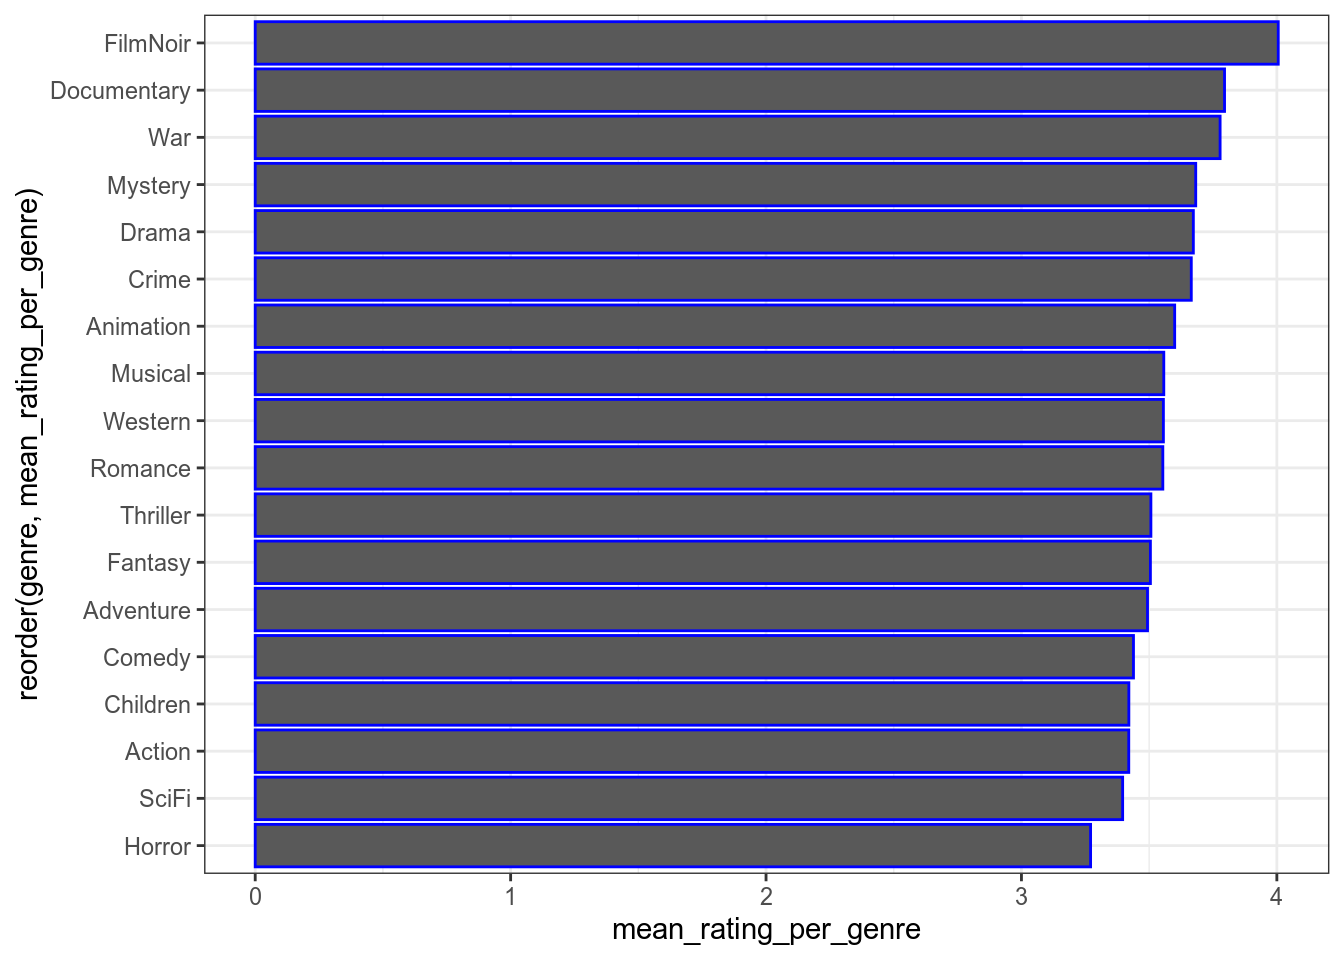 reorder(genre, mean_rating_per_genre)
FilmNoir
Documentary
War
Mystery
Drama
Crime
Animation
Musical
Western
Romance
Thriller
Fantasy
Adventure
Comedy
Children
Action
SciFi
Horror
0 1 2 3 4
mean_rating_per_genre